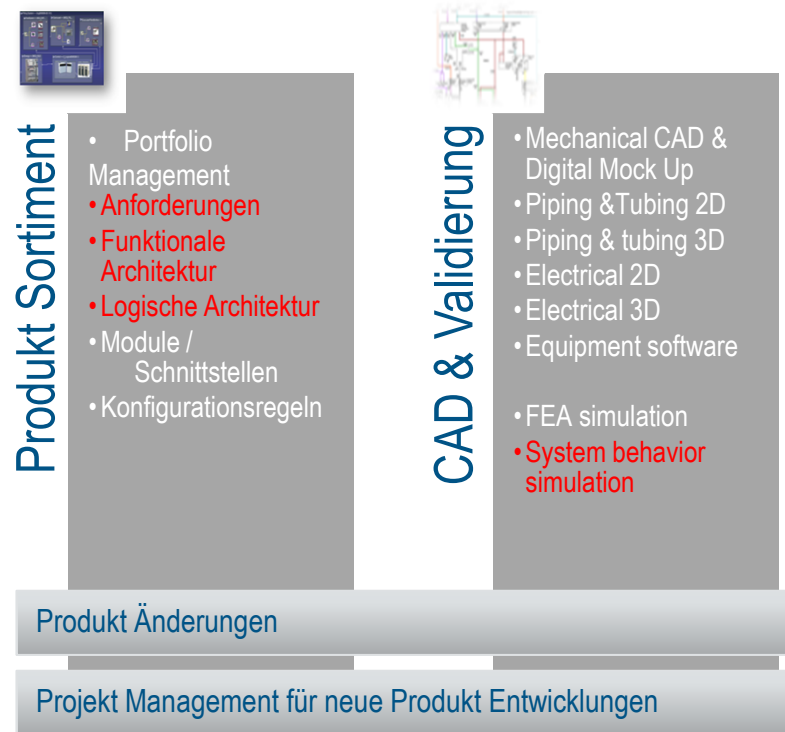 Produkt Sortiment
• Portfolio
Management
• Anforderungen
• Funktionale
Architektur
• Logische Architektur
• Module /
Schnittstellen
• Konfigurationsregeln
CAD & Validierung
• Mechanical CAD &
Digital Mock Up
• Piping &Tubing 2D
• Piping & tubing 3D
• Electrical 2D
• Electrical 3D
• Equipment software
• FEA simulation
• System behavior
simulation
Produkt Änderungen
Projekt Management für neue Produkt Entwicklungen